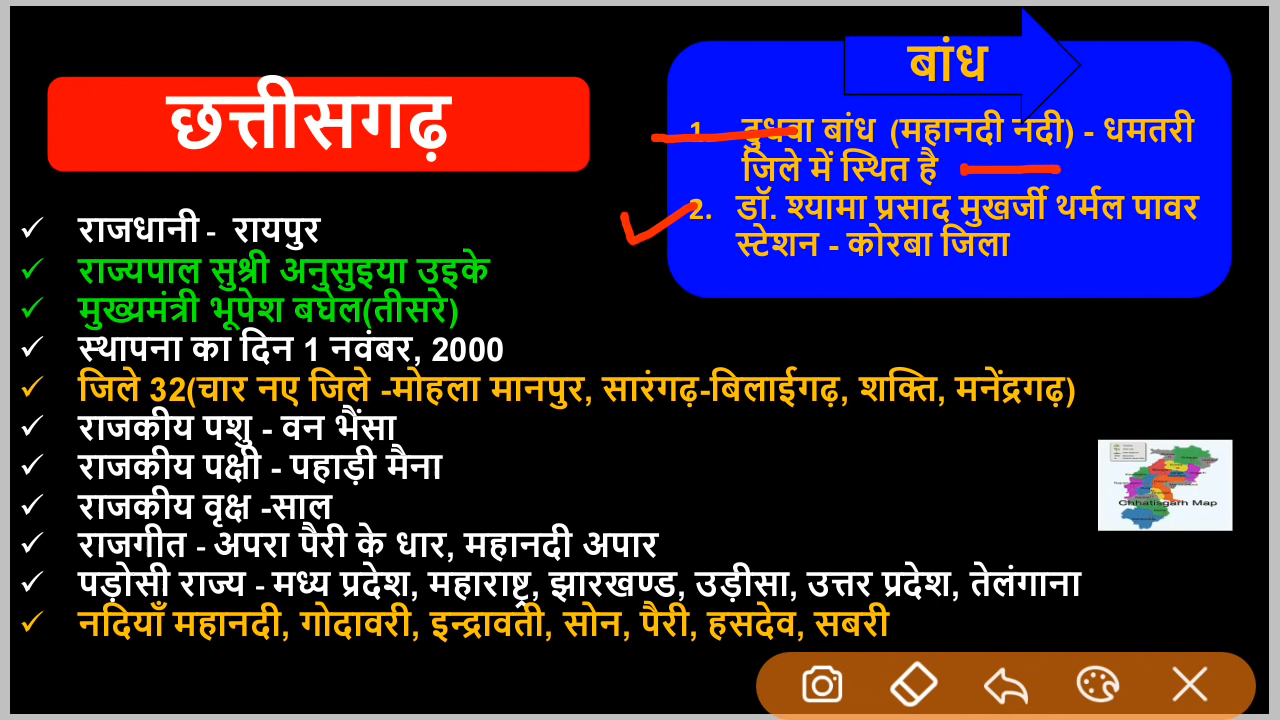 छत्तीसगढ़
बांध
1. दुधवा बांध (महानदी नदी) - धमतरी
जिले में स्थित है
2. डॉ. श्यामा प्रसाद मुखर्जी थर्मल पावर
स्टेशन - कोरबा जिला
राजधानी - रायपुर
राज्यपाल सुश्री अनुसुइया उइके
मुख्यमंत्री भूपेश बघेल(तीसरे)
स्थापना का दिन 1 नवंबर, 2000
जिले 32(चार नए जिले -मोहला मानपुर, सारंगढ़-बिलाईगढ़, शक्ति, मनेंद्रगढ़)
राजकीय पशु - वन भैंसा
राजकीय पक्षी - पहाड़ी मैना
राजकीय वृक्ष -साल
राजगीत - अपरा पैरी के धार, महानदी अपार
पड़ोसी राज्य - मध्य प्रदेश, महाराष्ट्र, झारखण्ड, उड़ीसा, उत्तर प्रदेश, तेलंगाना
नदियाँ महानदी, गोदावरी, इन्द्रावती, सोन, पैरी, हसदेव, सबरी
Chhatisgarh Map